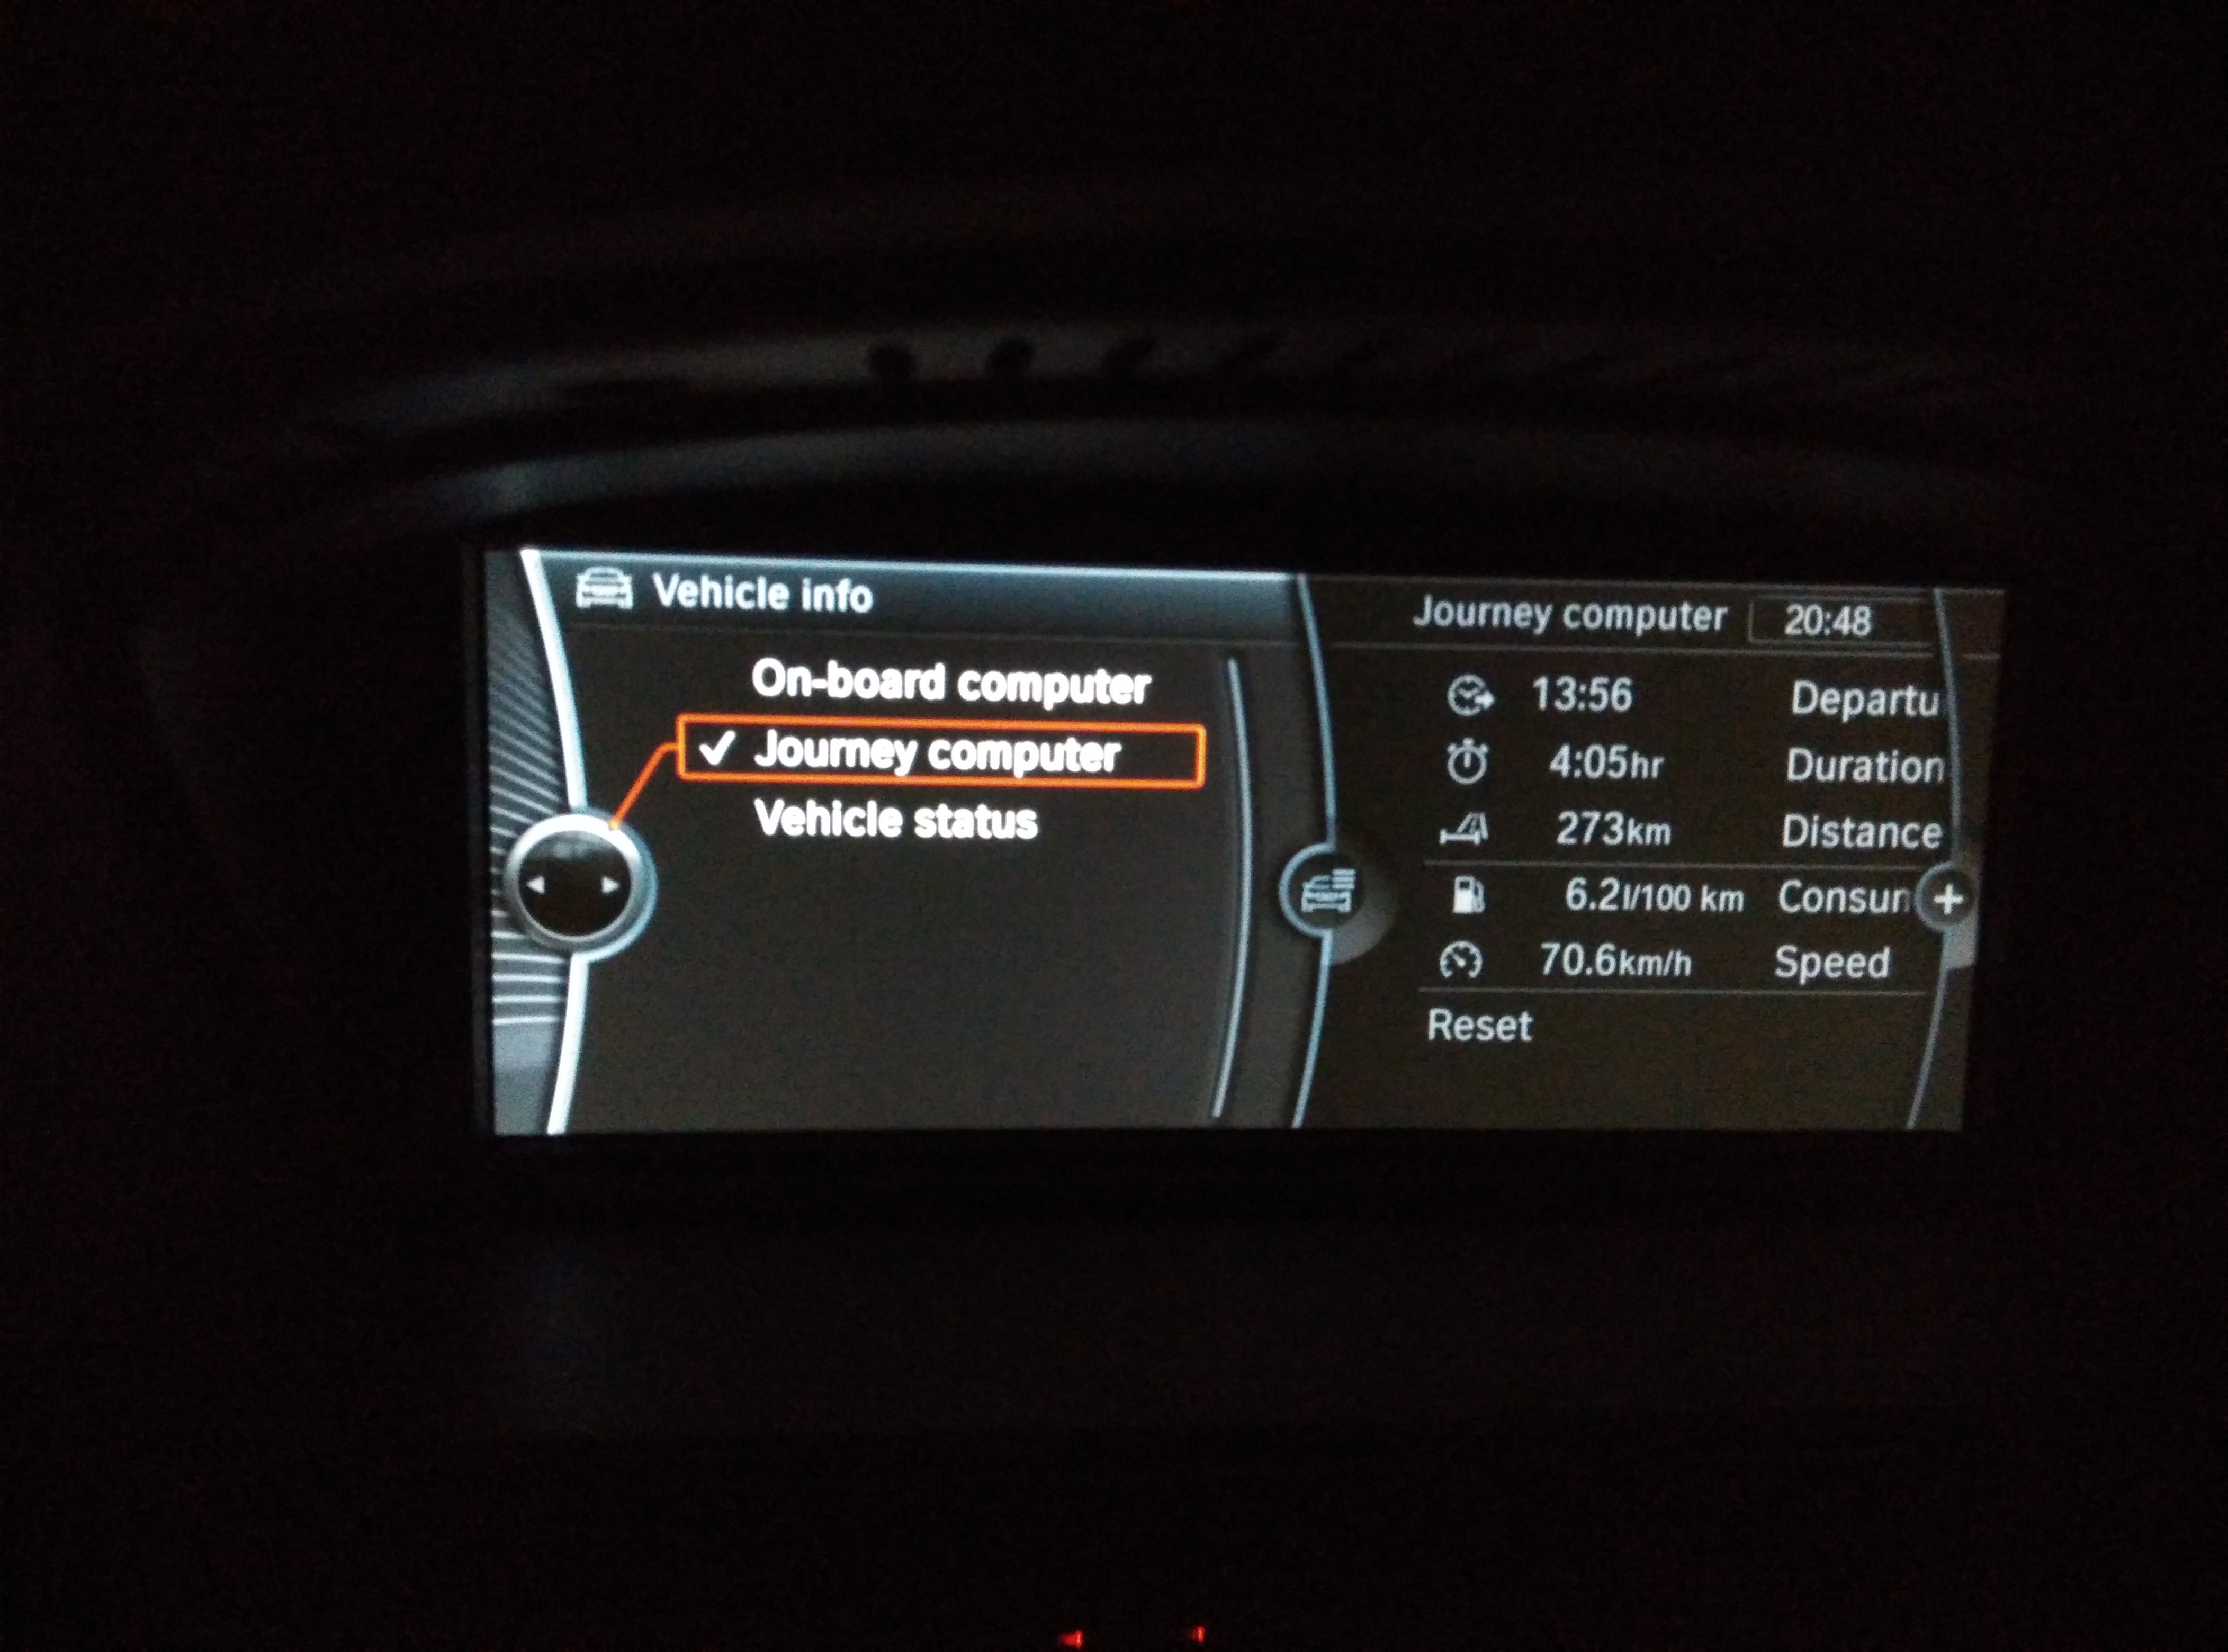 Vehicle info
On-board computer
Journey computer
Vehicle status
Journey computer 20:48
13:56 Departu
4:05hr Duration
273km Distance
6.2l/100 km Consun
70.6km/h Speed
Reset